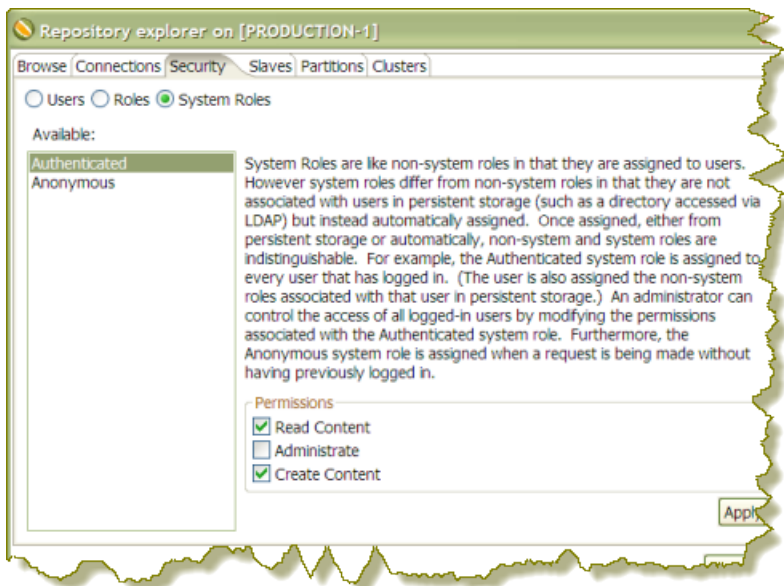 Repository explorer on [PRODUCTION-1]
Browse Connections Security Slaves Partitions Clusters
Users Roles System Roles
Available:
Authenticated
Anonymous
System Roles are like non-system roles in that they are assigned to users.
However system roles differ from non-system roles in that they are not
associated with users in persistent storage (such as a directory accessed via
LDAP) but instead automatically assigned. Once assigned, either from
persistent storage or automatically, non-system and system roles are
indistinguishable. For example, the Authenticated system role is assigned to
every user that has logged in. (The user is also assigned the non-system
roles associated with that user in persistent storage.) An administrator can
control the access of all logged-in users by modifying the permissions
associated with the Authenticated system role. Furthermore, the
Anonymous system role is assigned when a request is being made without
having previously logged in.
Permissions
Read Content
Administrate
Create Content
Apply